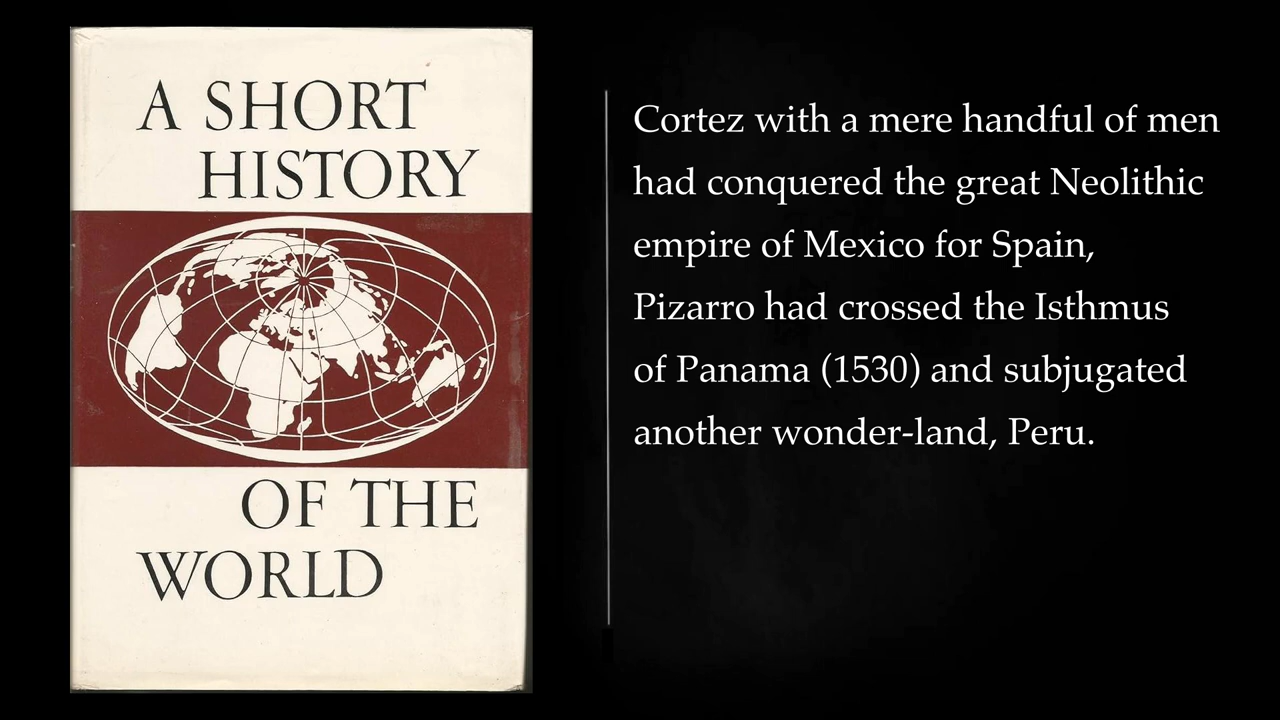 A SHORT
HISTORY
OF THE
WORLD
Cortez with a mere handful of men
had conquered the great Neolithic
empire of Mexico for Spain,
Pizarro had crossed the Isthmus
of Panama (1530) and subjugated
another wonder-land, Peru.